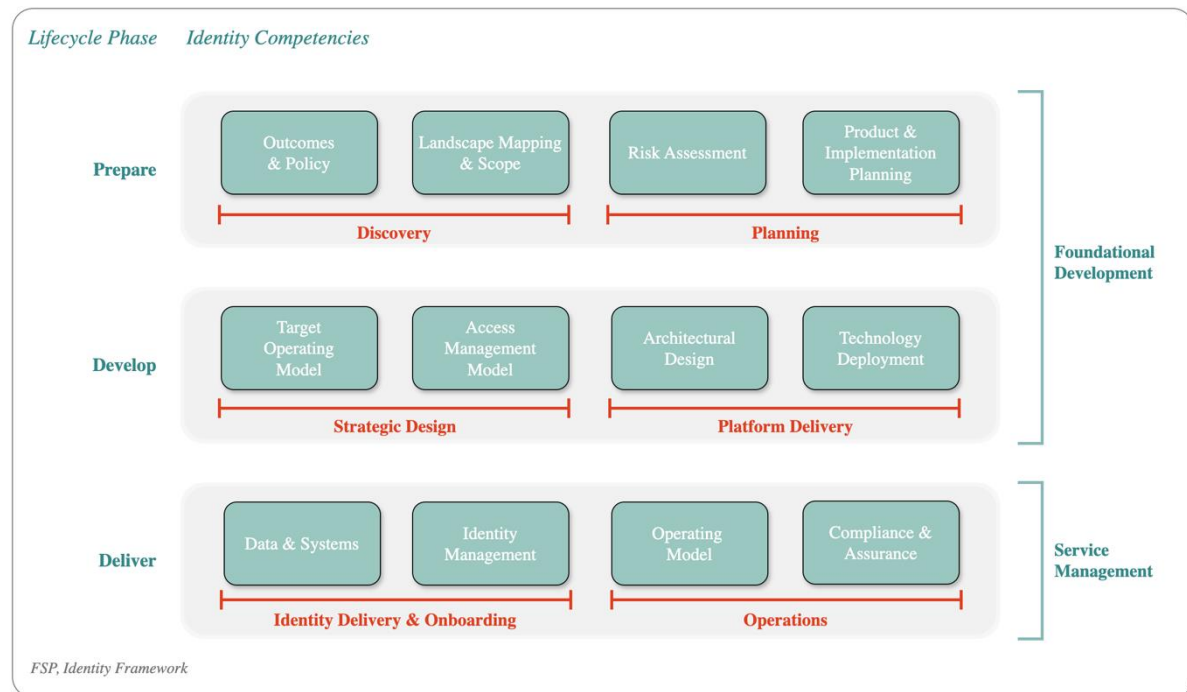 Lifecycle Phase
Identity Competencies
Prepare
Outcomes
& Policy
Landscape Mapping
& Scope
Risk Assessment
Product &
Implementation
Planning
Discovery
Planning
Foundational
Development
Develop
Target
Operating
Model
Access
Management
Model
Architectural
Design
Technology
Deployment
Strategic Design
Platform Delivery
Deliver
Data & Systems
Identity
Management
Operating
Model
Compliance &
Assurance
Identity Delivery & Onboarding
Operations
Service
Management
FSP, Identity Framework